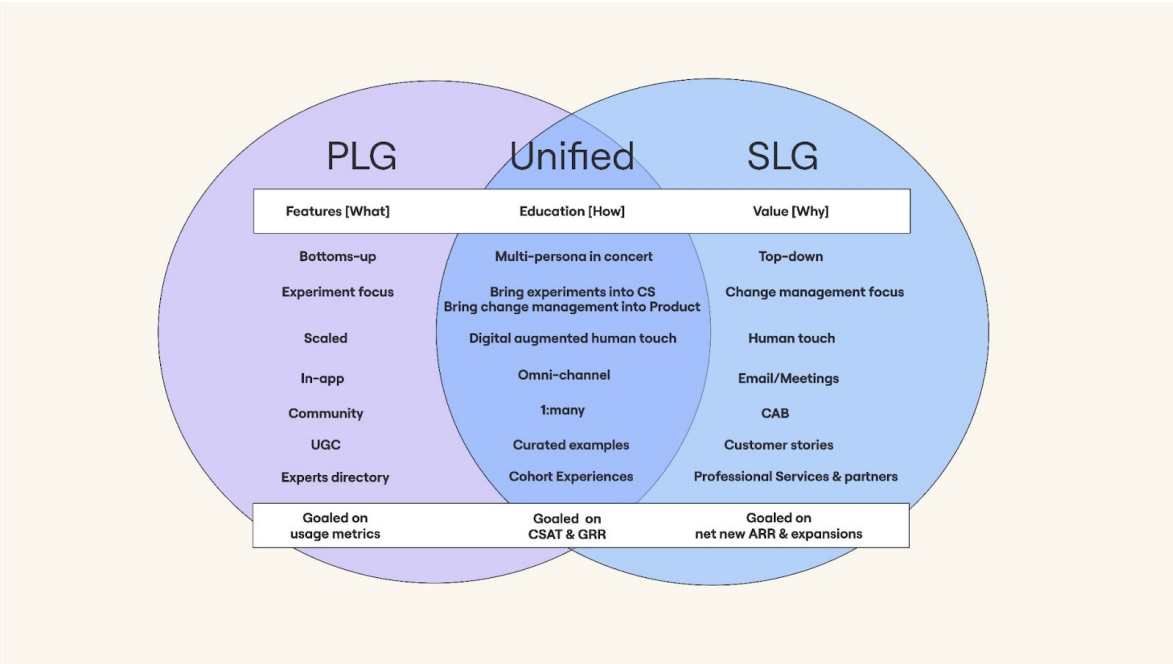 PLG Unified SLG
Features [What] Education [How] Value [Why]
Bottoms-up Multi-persona in concert Top-down
Experiment focus Bring experiments into CS Change management focus
Bring change management into Product
Scaled Digital augmented human touch Human touch
In-app Omni-channel Email/Meetings
Community 1:many CAB
UGC Curated examples Customer stories
Experts directory Cohort Experiences Professional Services & partners
Goaled on Goaled on Goaled on
usage metrics CSAT & GRR net new ARR & expansions